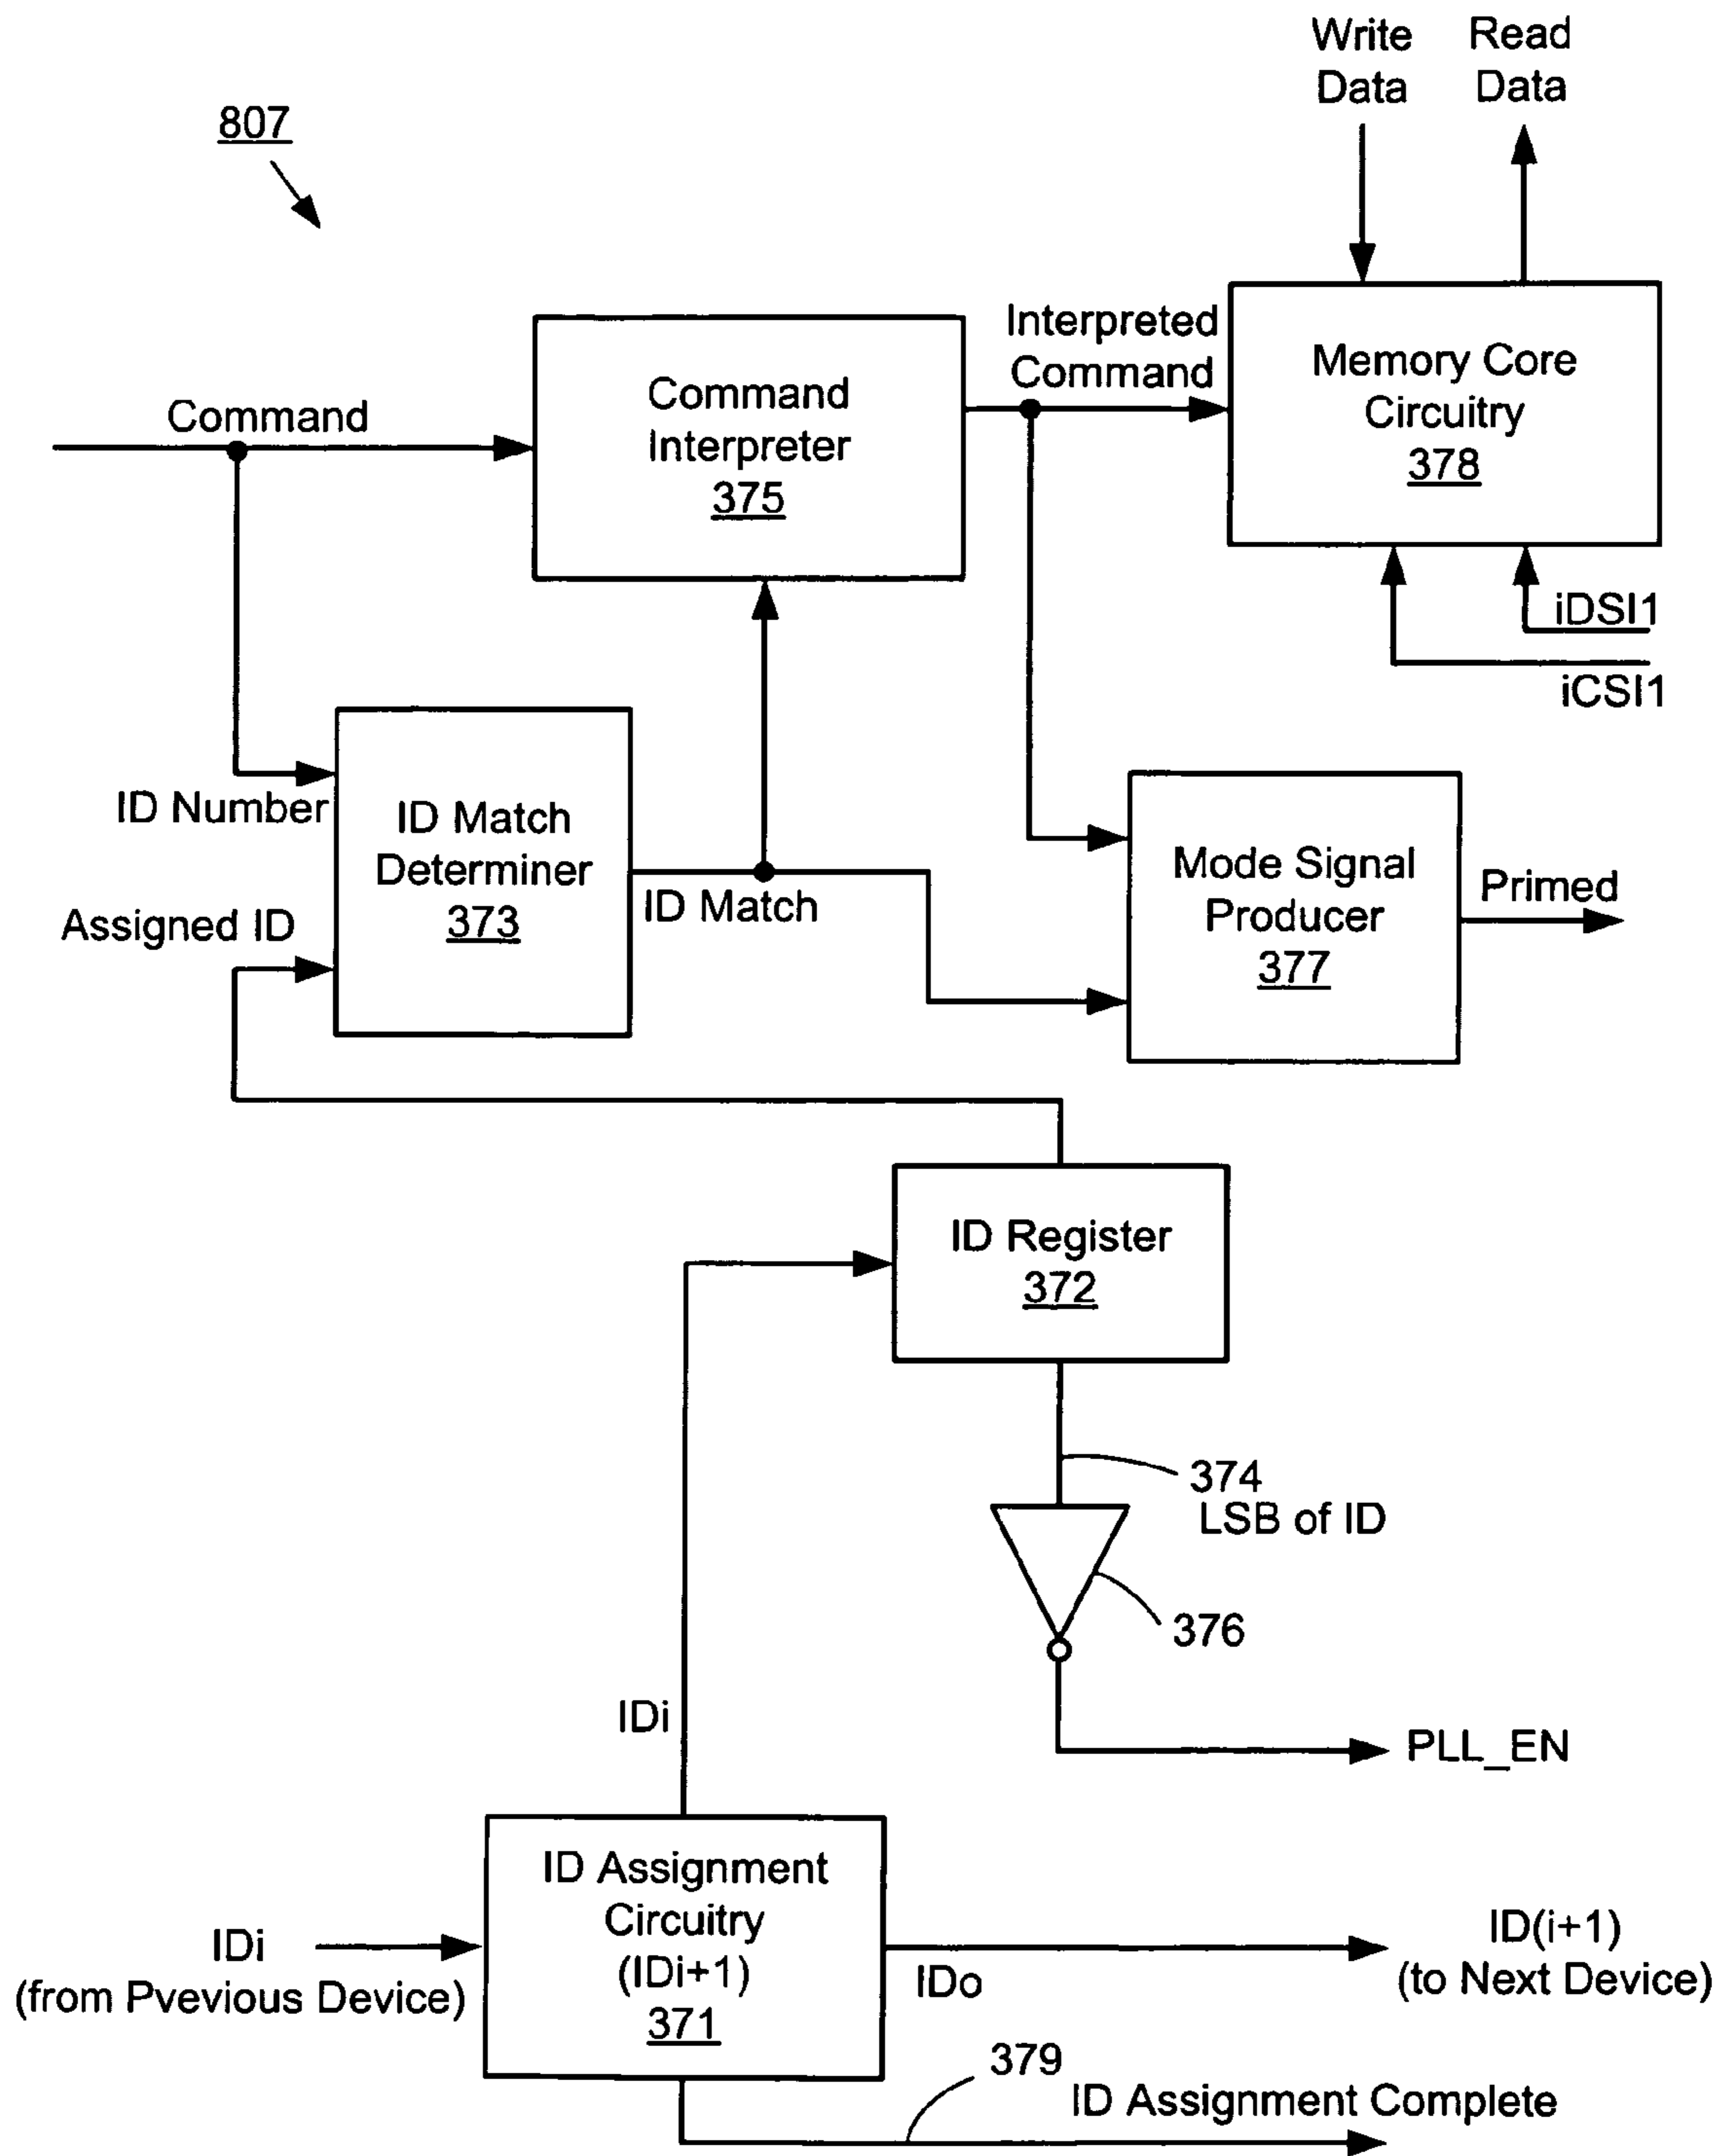 Write
Data
Read
Data
807
Command
Command
Interpreter
375
Interpreted
Command
Memory Core
Circuitry
378
iDSI1
iCSI1
ID Number
Assigned ID
ID Match
Determiner
373
ID Match
Mode Signal
Producer
377
Primed
ID Register
372
374
LSB of ID
376
PLL_EN
IDi
IDi
(from Pvevious Device)
ID Assignment
Circuitry
(IDi+1)
371
IDo
ID(i+1)
(to Next Device)
379
ID Assignment Complete